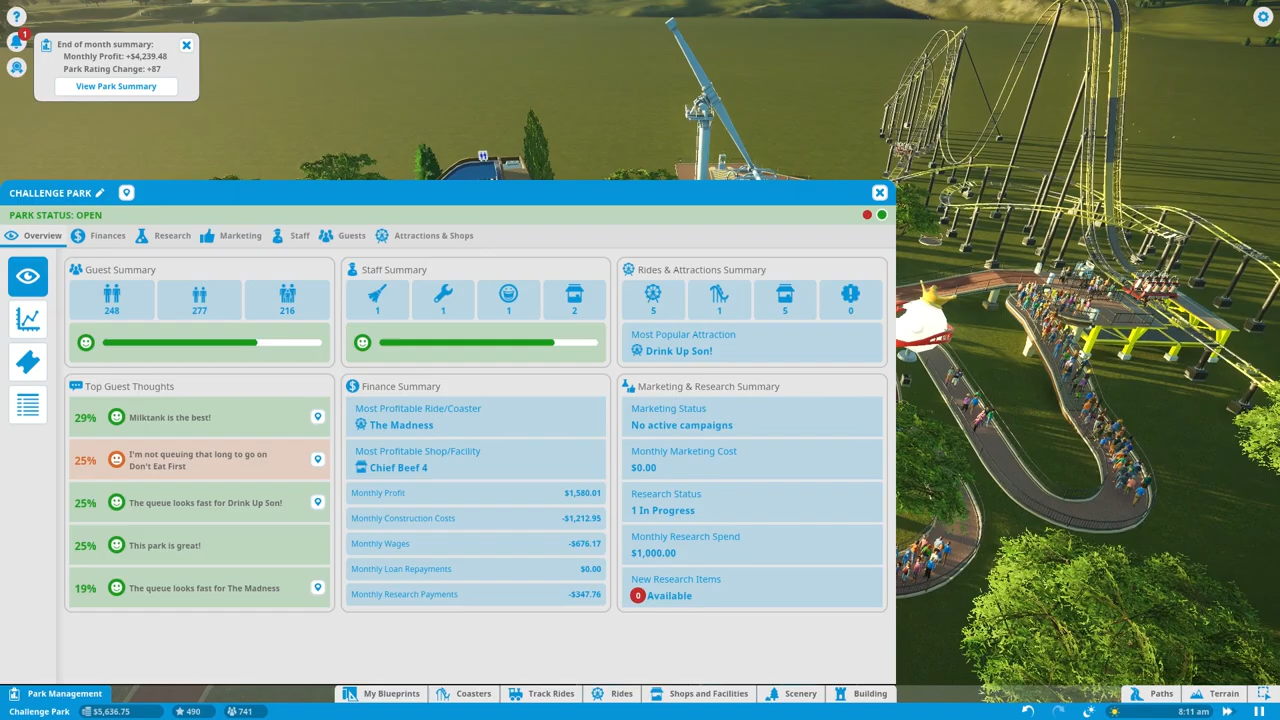 ?
1
End of month summary:
Monthly Profit: +$4,239.48
Park Rating Change: +87
View Park Summary
CHALLENGE PARK
PARK STATUS: OPEN
Overview
Finances
Research
Marketing
Staff
Guests
Attractions & Shops
Guest Summary
248
277
216
Staff Summary
1
1
1
2
Rides & Attractions Summary
5
1
5
0
Most Popular Attraction
Drink Up Son!
Top Guest Thoughts
29%
Milktank is the best!
25%
I'm not queuing that long to go on
Don't Eat First
25%
The queue looks fast for Drink Up Son!
25%
This park is great!
19%
The queue looks fast for The Madness
Finance Summary
Most Profitable Ride/Coaster
The Madness
Most Profitable Shop/Facility
Chief Beef 4
Monthly Profit
$1,580.01
Monthly Construction Costs
-$1,212.95
Monthly Wages
-$676.17
Monthly Loan Repayments
$0.00
Monthly Research Payments
-$347.76
Marketing & Research Summary
Marketing Status
No active campaigns
Monthly Marketing Cost
$0.00
Research Status
1 In Progress
Monthly Research Spend
$1,000.00
New Research Items
0 Available
Park Management
My Blueprints
Coasters
Track Rides
Rides
Shops and Facilities
Scenery
Building
Paths
Terrain
Challenge Park
$5,636.75
490
741
8:11 am